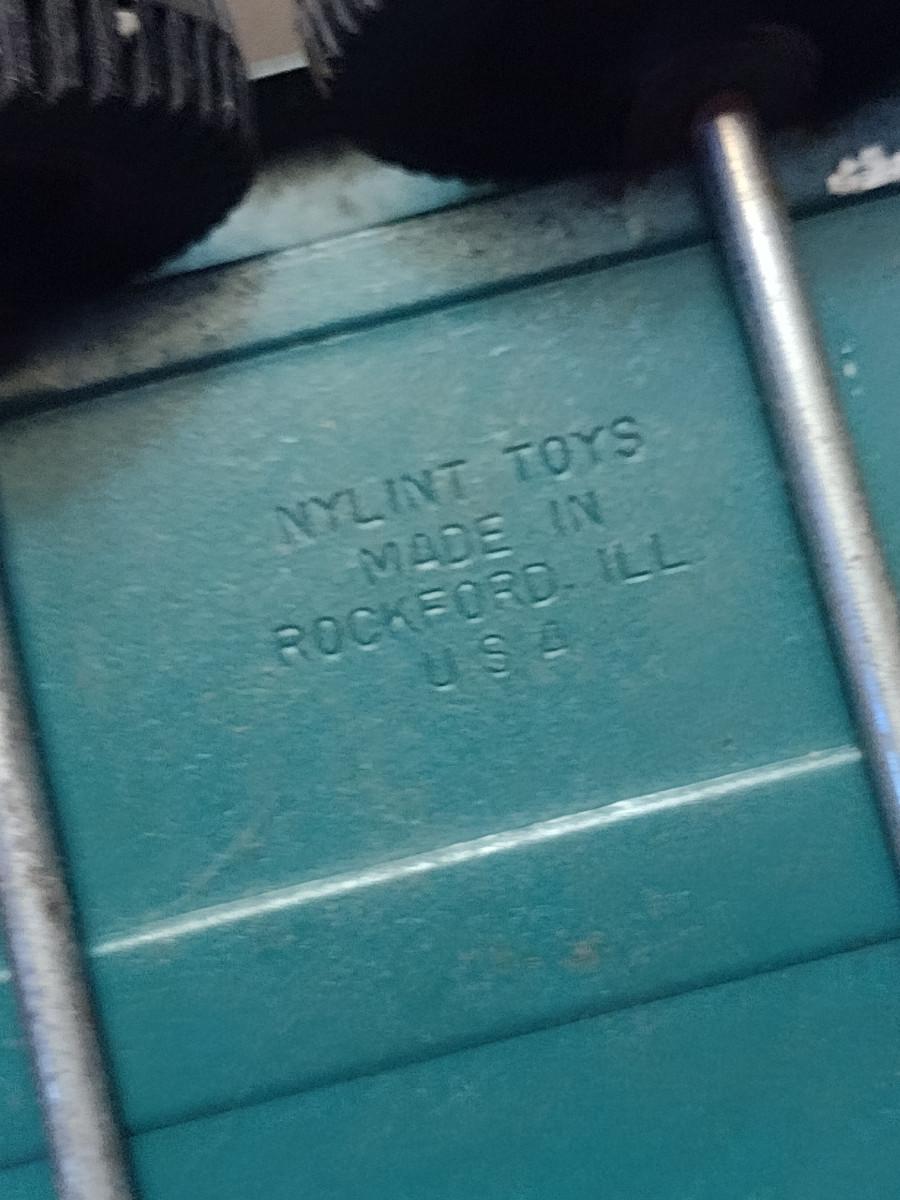 NYLINT TOYS
MADE IN
ROCKFORD. ILL.
U S A